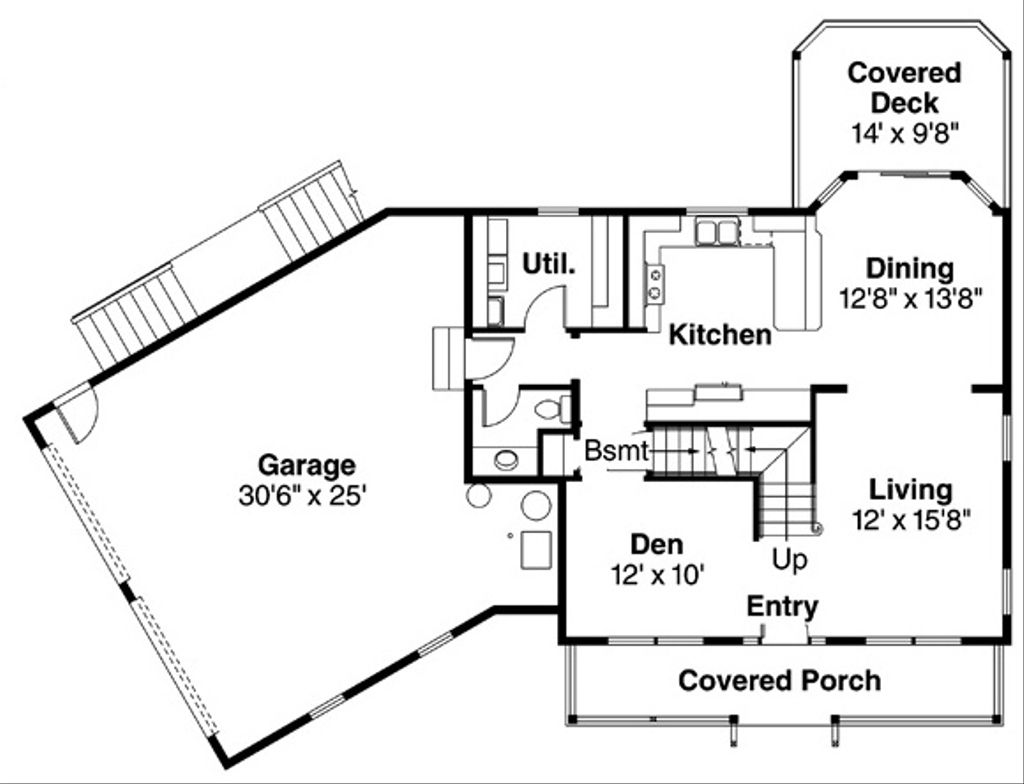 Covered
Deck
14' x 9'8"
Util.
Dining
12'8" x 13'8"
Kitchen
Bsmt
Garage
30'6" x 25'
Living
12' x 15'8"
Den
12' x 10'
Up
Entry
Covered Porch